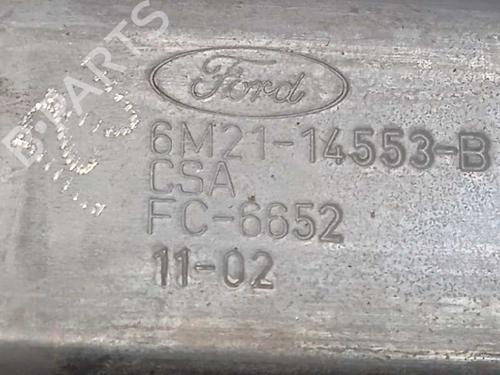 Ford
6M21-14553-B
CSA
FC-6652
11-02
B-PARTS